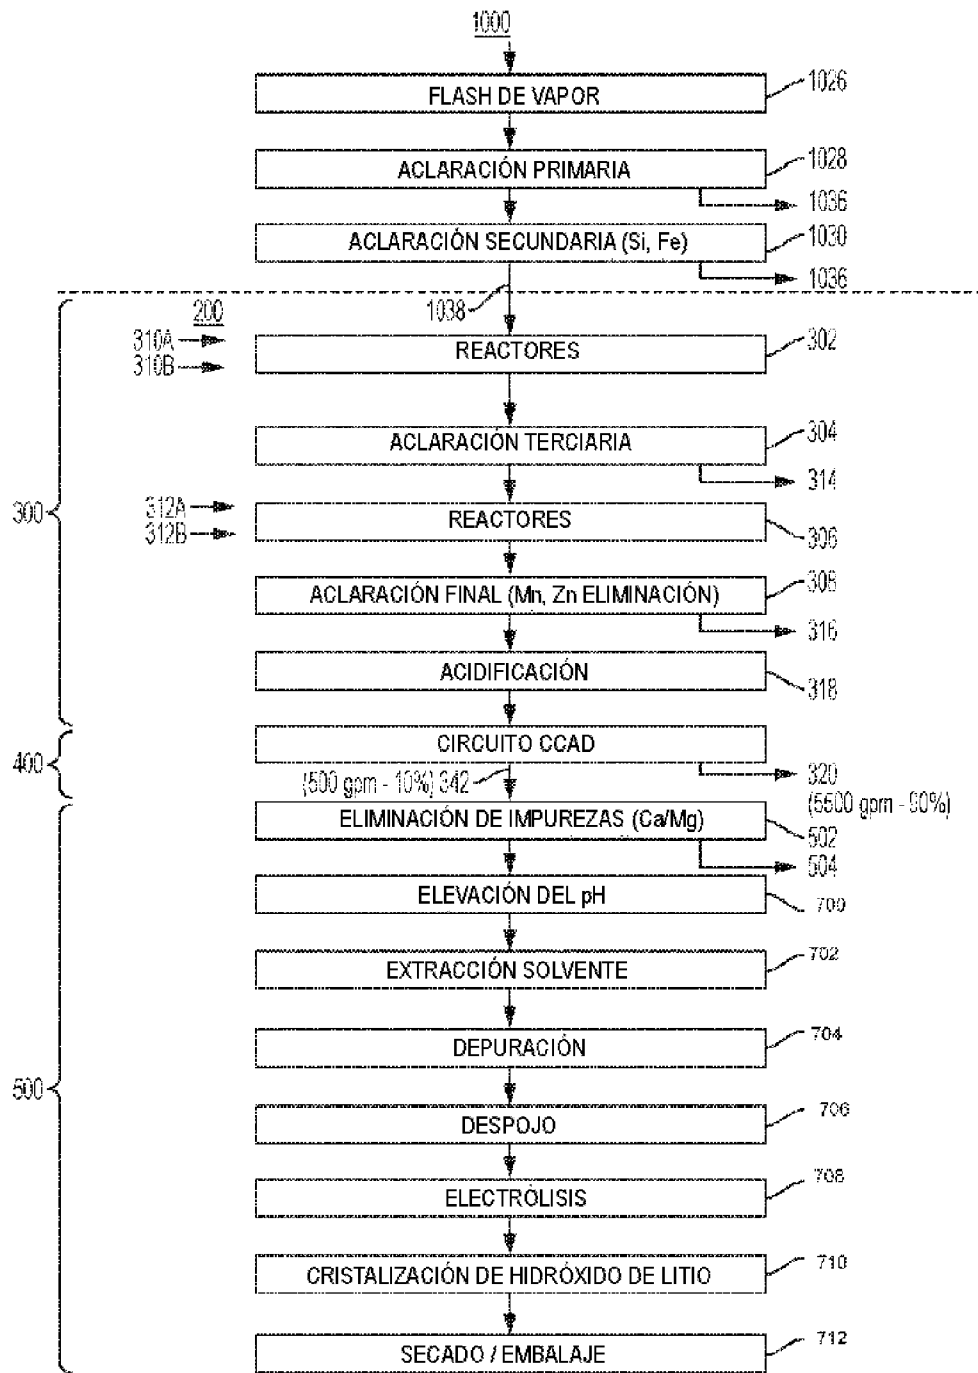 1000
FLASH DE VAPOR
1026
ACLARACIÓN PRIMARIA
1028
1036
ACLARACIÓN SECUNDARIA (Si, Fe)
1030
1036
1038
200
310A
310B
REACTORES
302
ACLARACIÓN TERCIARIA
304
314
300
312A
312B
REACTORES
306
ACLARACIÓN FINAL (Mn, Zn ELIMINACIÓN)
308
316
ACIDIFICACIÓN
318
400
CIRCUITO CCAD
320
(5500 gpm - 90%)
(500 gpm - 10%) 342
ELIMINACIÓN DE IMPUREZAS (Ca/Mg)
502
504
ELEVACIÓN DEL pH
700
EXTRACCIÓN SOLVENTE
702
DEPURACIÓN
704
500
DESPOJO
706
ELECTRÓLISIS
708
CRISTALIZACIÓN DE HIDRÓXIDO DE LITIO
710
SECADO / EMBALAJE
712